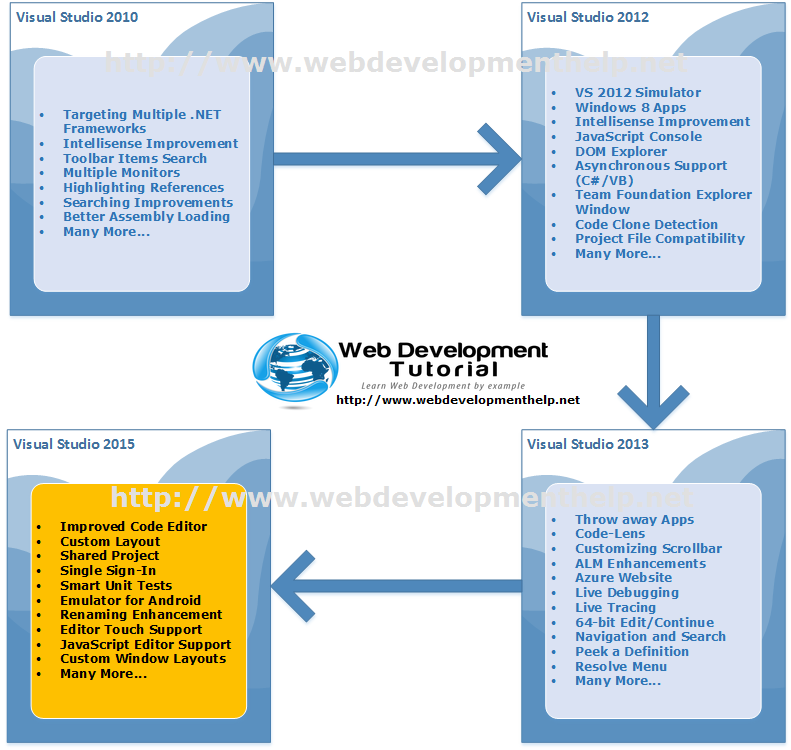 Visual Studio 2010
http://www.webdevelopmenthelp.net
• Targeting Multiple .NET
Frameworks
• Intellisense Improvement
• Toolbar Items Search
• Multiple Monitors
• Highlighting References
• Searching Improvements
• Better Assembly Loading
• Many More...
Visual Studio 2012
• VS 2012 Simulator
• Windows 8 Apps
• Intellisense Improvement
• JavaScript Console
• DOM Explorer
• Asynchronous Support
(C#/VB)
• Team Foundation Explorer
Window
• Code Clone Detection
• Project File Compatibility
• Many More...
Web Development
Tutorial
Learn Web Development by example
http://www.webdevelopmenthelp.net
Visual Studio 2015
http://www.webdevelopmenthelp.net
• Improved Code Editor
• Custom Layout
• Shared Project
• Single Sign-In
• Smart Unit Tests
• Emulator for Android
• Renaming Enhancement
• Editor Touch Support
• JavaScript Editor Support
• Custom Window Layouts
• Many More...
Visual Studio 2013
• Throw away Apps
• Code-Lens
• Customizing Scrollbar
• ALM Enhancements
• Azure Website
• Live Debugging
• Live Tracing
• 64-bit Edit/Continue
• Navigation and Search
• Peek a Definition
• Resolve Menu
• Many More...